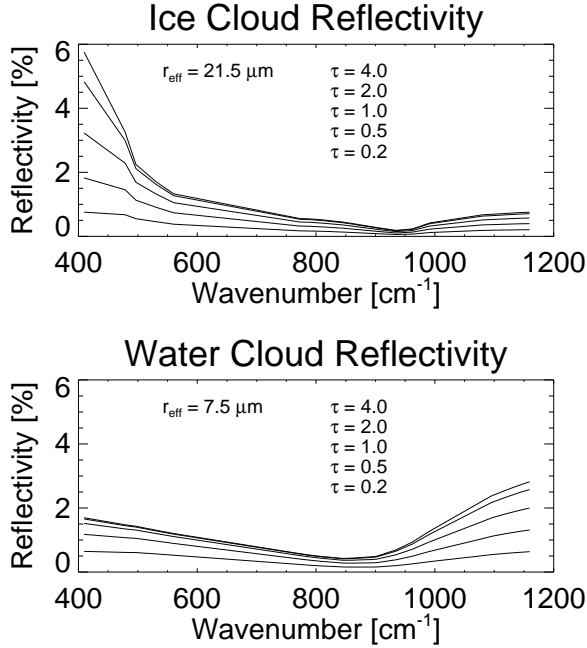 Ice Cloud Reflectivity
Reflectivity [%]
6
4
2
0
r_eff = 21.5 μm
τ = 4.0
τ = 2.0
τ = 1.0
τ = 0.5
τ = 0.2
400 600 800 1000 1200
Wavenumber [cm⁻¹]
Water Cloud Reflectivity
Reflectivity [%]
6
4
2
0
r_eff = 7.5 μm
τ = 4.0
τ = 2.0
τ = 1.0
τ = 0.5
τ = 0.2
400 600 800 1000 1200
Wavenumber [cm⁻¹]